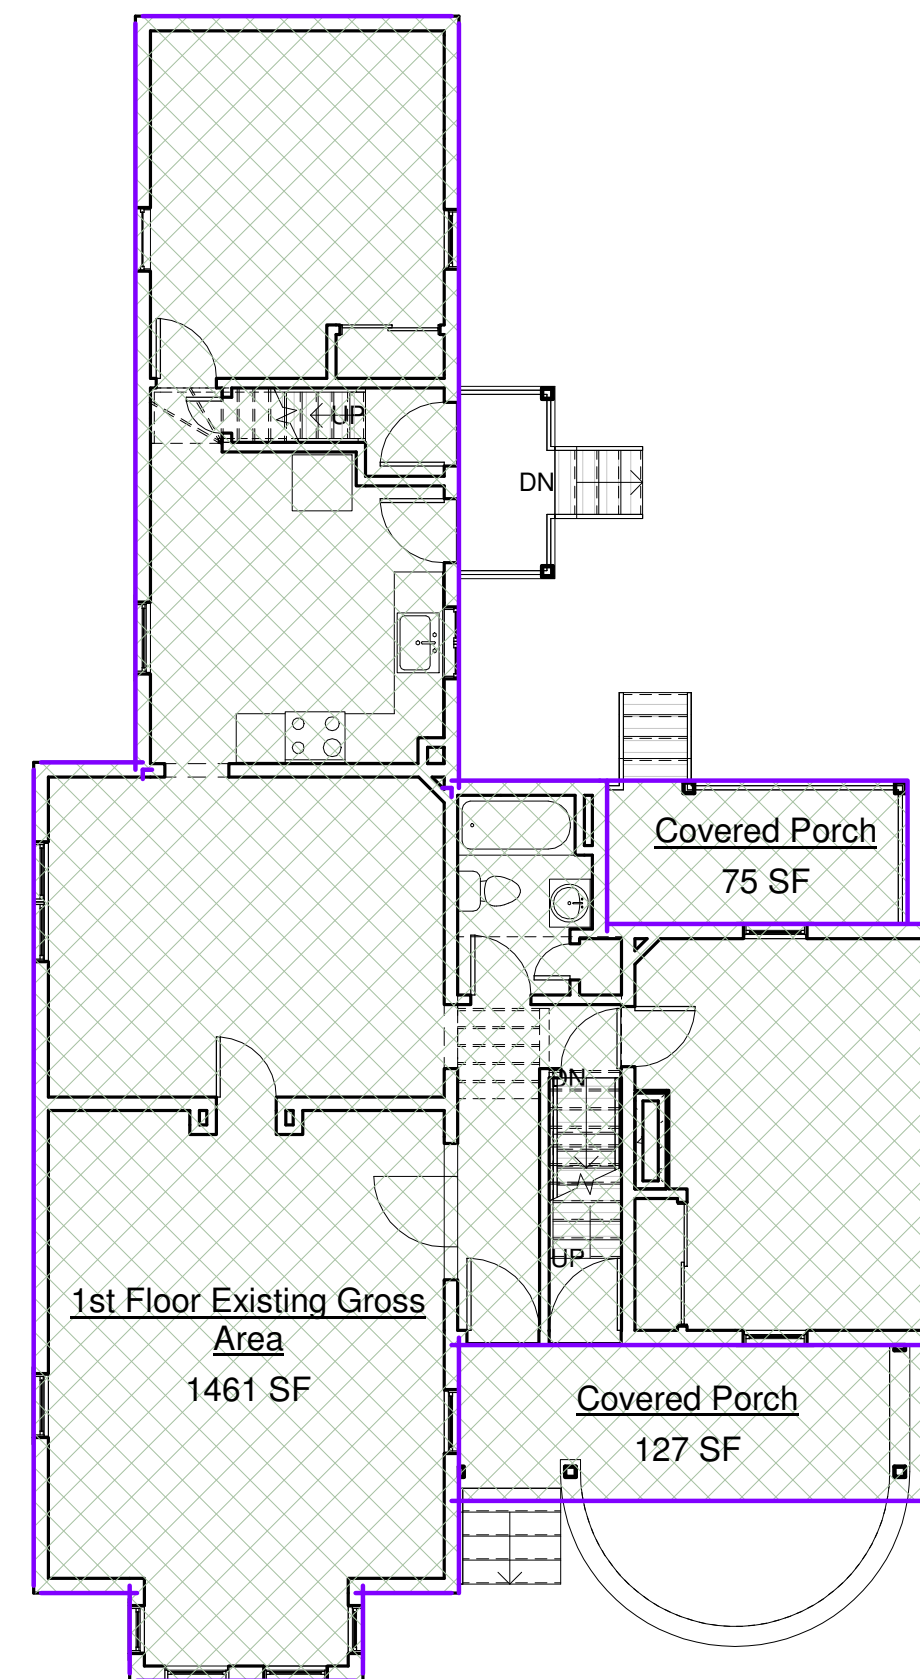 UP
DN
Covered Porch
75 SF
DN
UP
1st Floor Existing Gross
Area
1461 SF
Covered Porch
127 SF